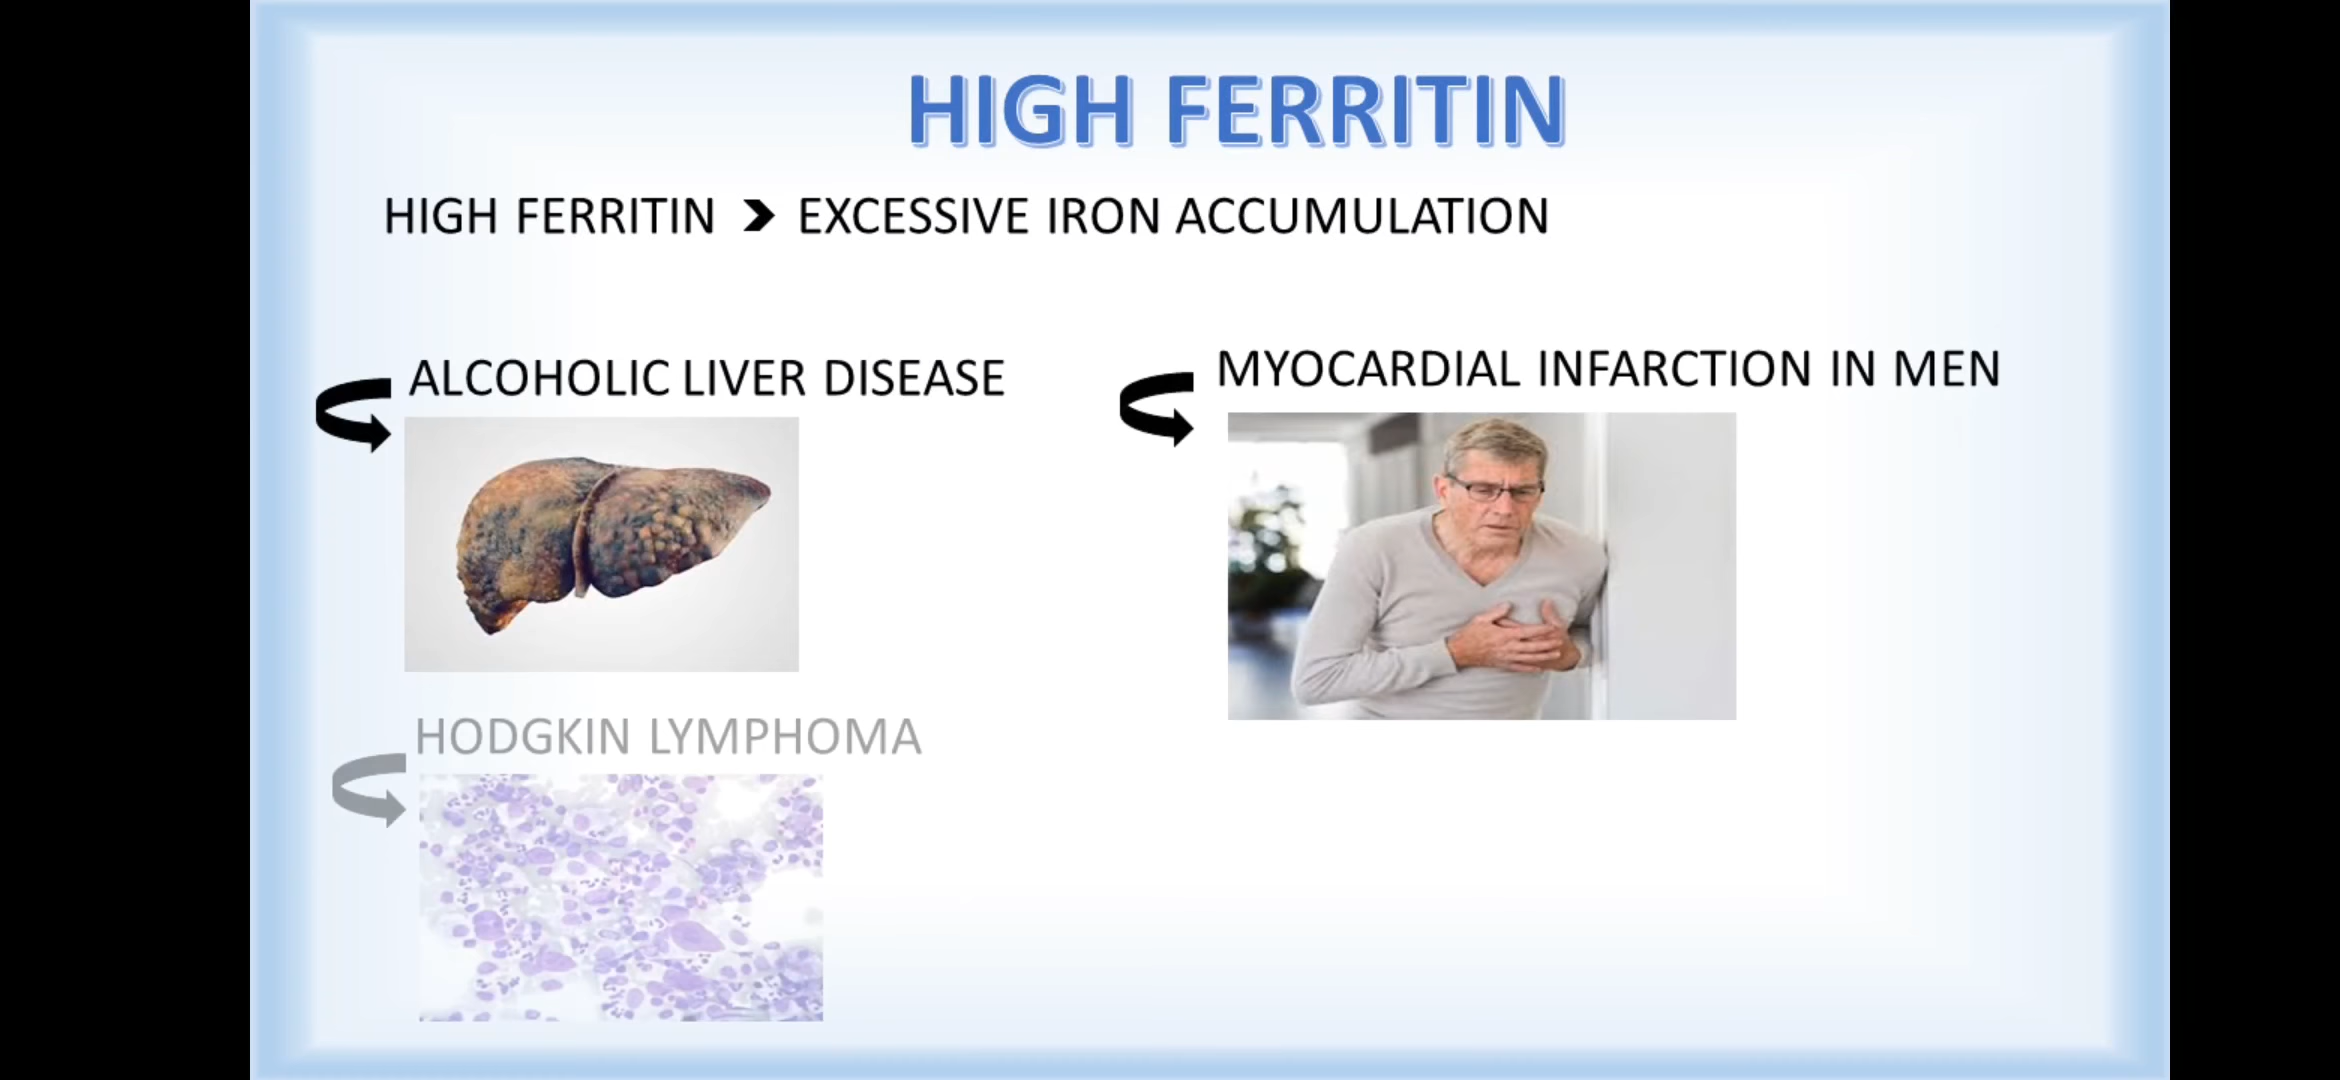 HIGH FERRITIN
HIGH FERRITIN > EXCESSIVE IRON ACCUMULATION
ALCOHOLIC LIVER DISEASE
MYOCARDIAL INFARCTION IN MEN
HODGKIN LYMPHOMA